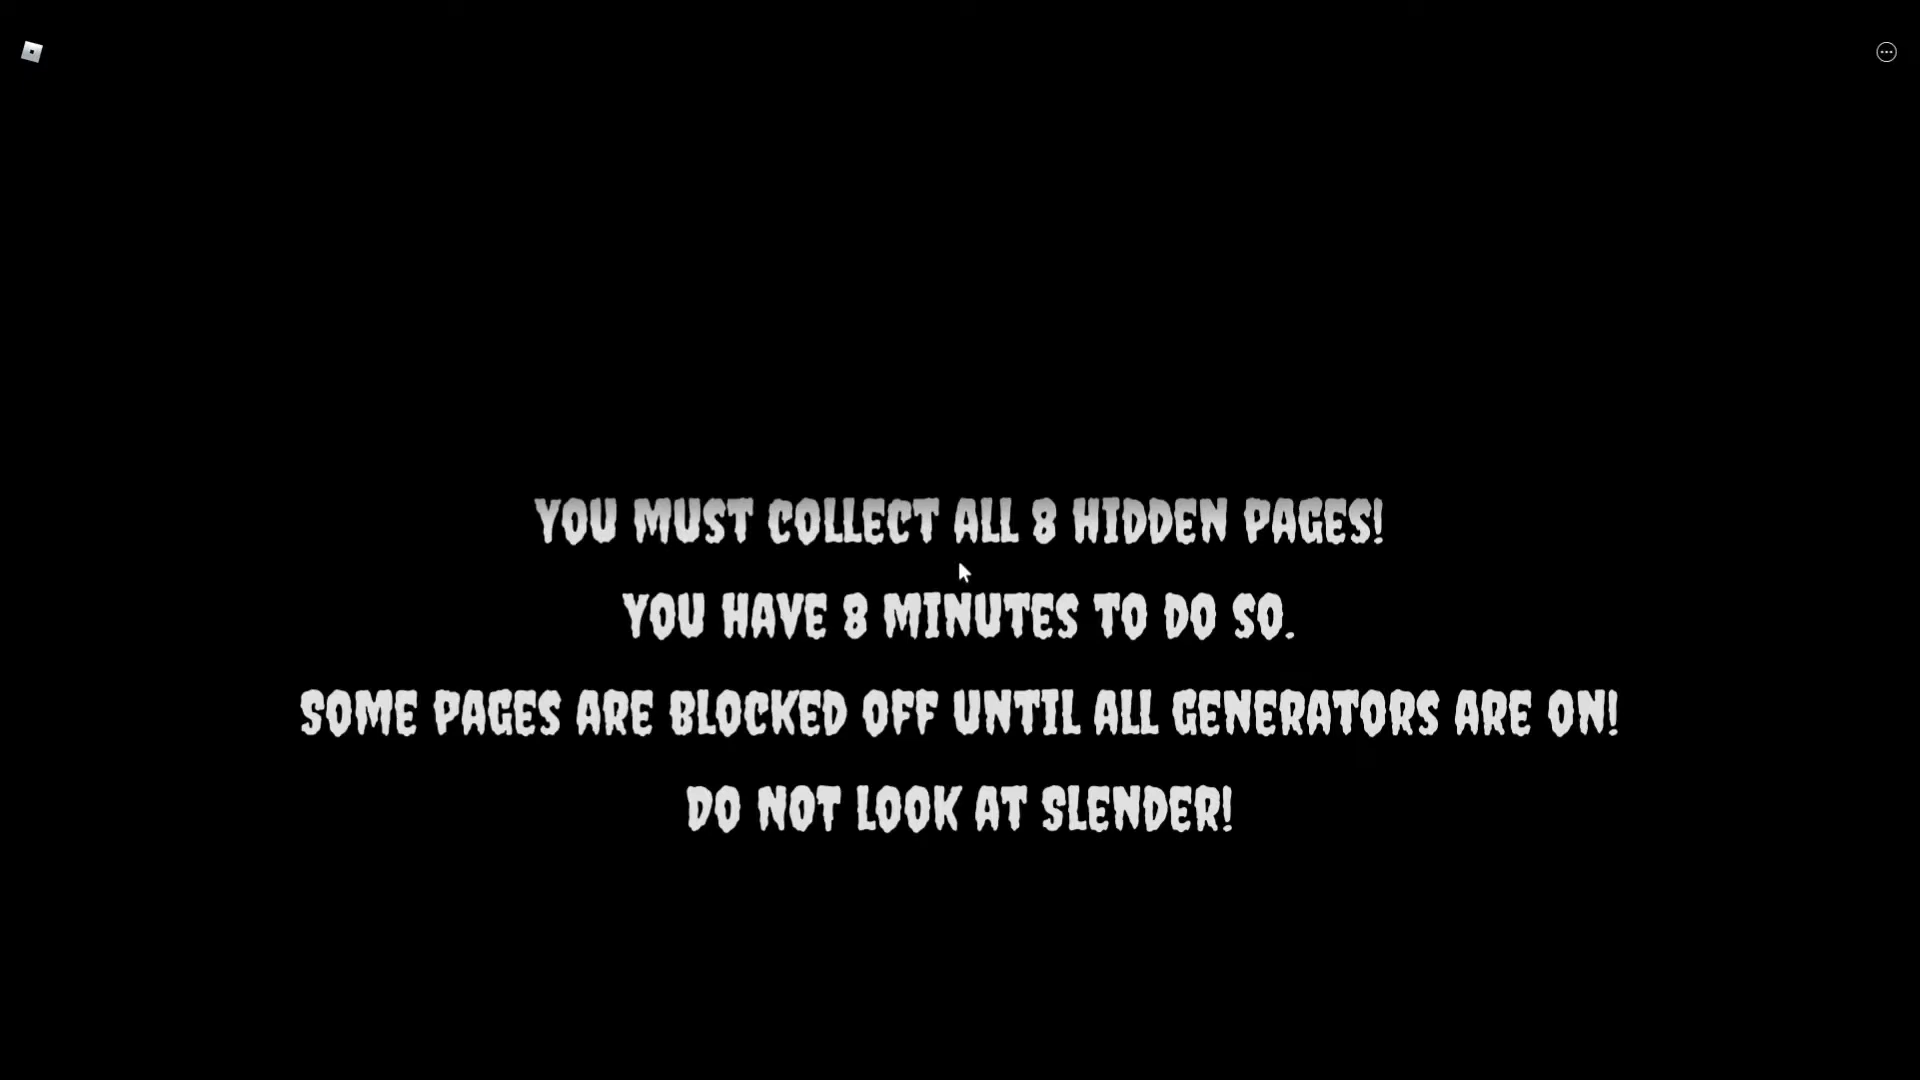 YOU MUST COLLECT ALL 8 HIDDEN PAGES!
YOU HAVE 8 MINUTES TO DO SO.
SOME PAGES ARE BLOCKED OFF UNTIL ALL GENERATORS ARE ON!
DO NOT LOOK AT SLENDER!